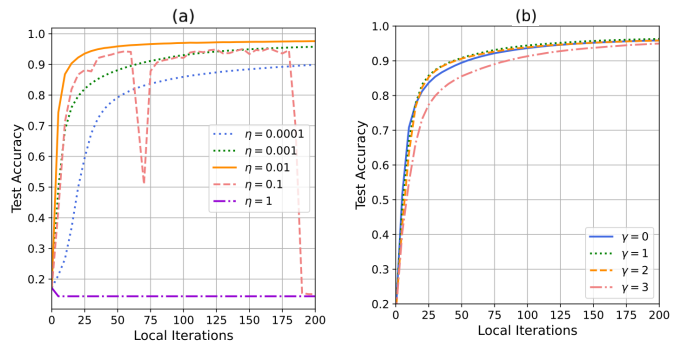 (a)
Test Accuracy
1.0
0.9
0.8
0.7
0.6
0.5
0.4
0.3
0.2
η = 0.0001
η = 0.001
η = 0.01
η = 0.1
η = 1
0 25 50 75 100 125 150 175 200
Local Iterations
(b)
Test Accuracy
1.0
0.9
0.8
0.7
0.6
0.5
0.4
0.3
0.2
γ = 0
γ = 1
γ = 2
γ = 3
0 25 50 75 100 125 150 175 200
Local Iterations